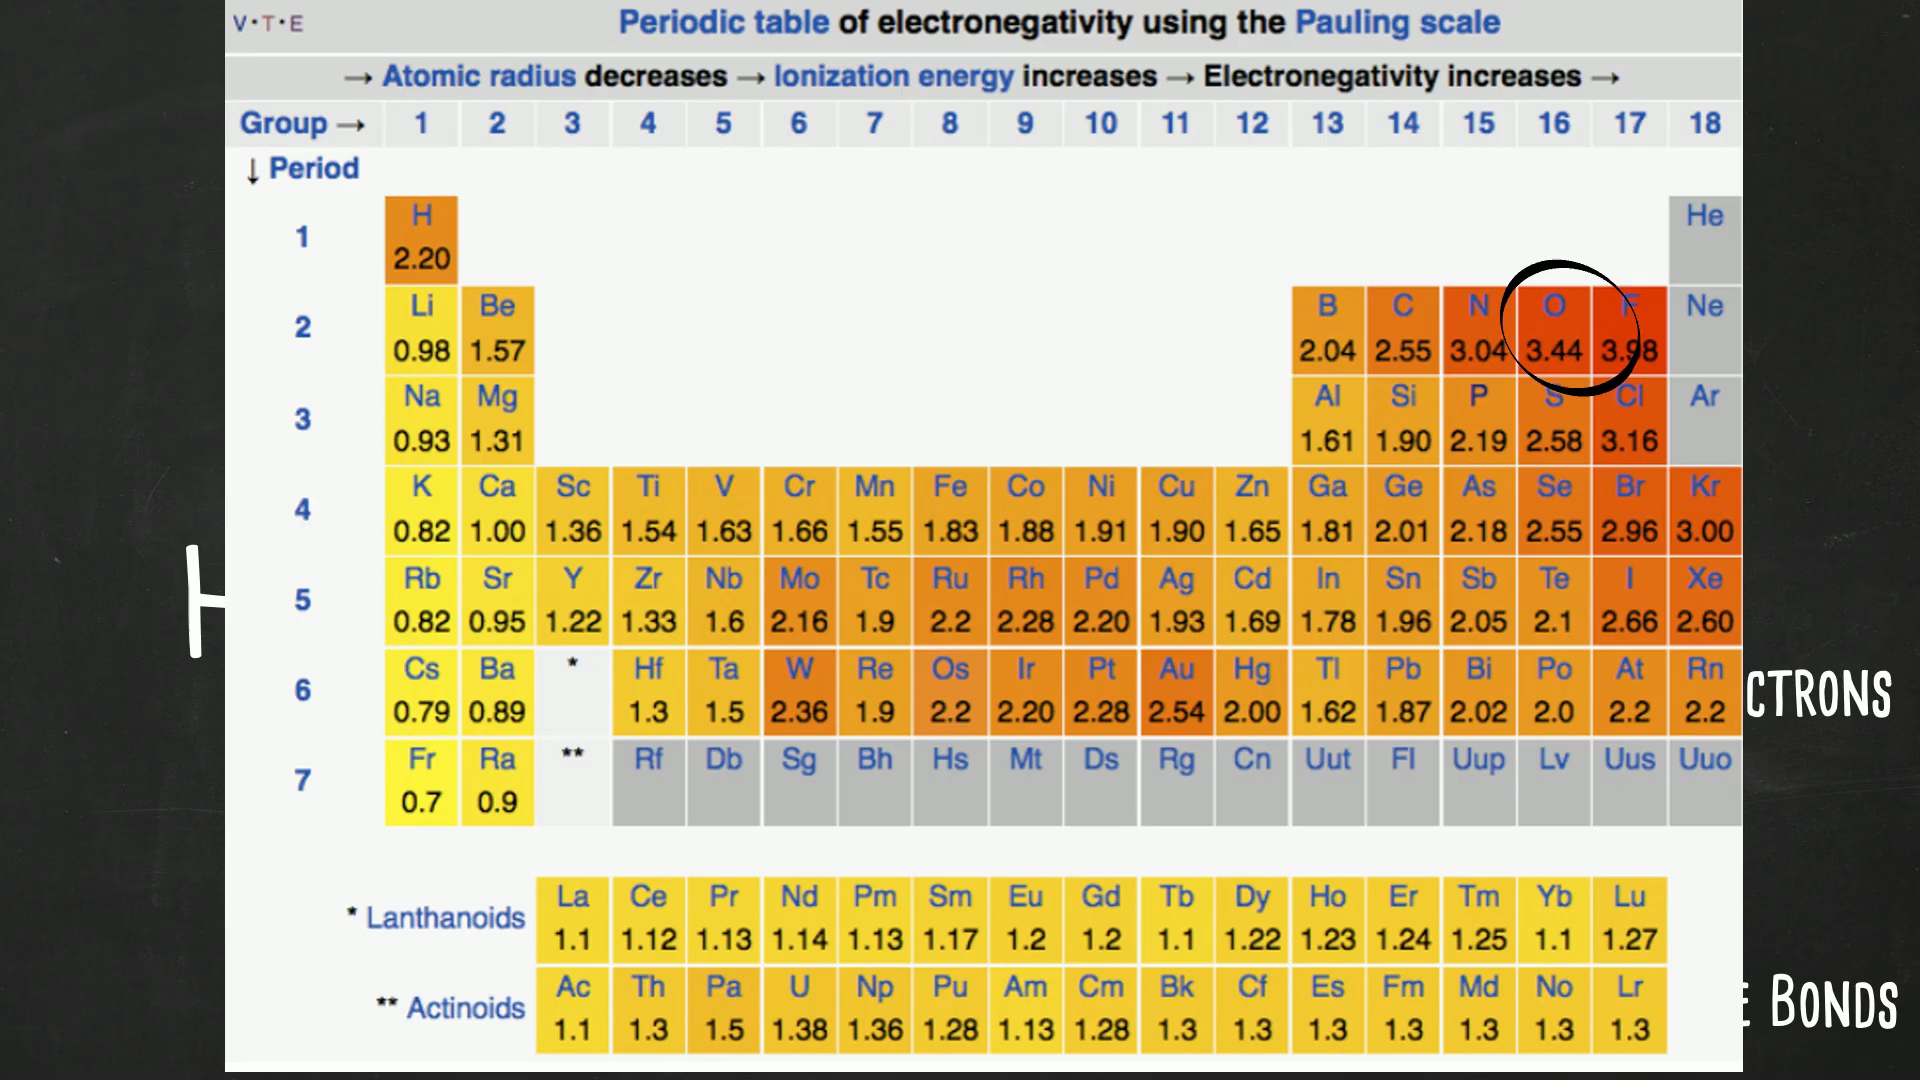 V · T · E
Periodic table of electronegativity using the Pauling scale
→ Atomic radius decreases → Ionization energy increases → Electronegativity increases →
Group → 1 2 3 4 5 6 7 8 9 10 11 12 13 14 15 16 17 18
↓ Period
1 H He
2.20
2 Li Be B C N O F Ne
0.98 1.57 2.04 2.55 3.04 3.44 3.98
3 Na Mg Al Si P S Cl Ar
0.93 1.31 1.61 1.90 2.19 2.58 3.16
4 K Ca Sc Ti V Cr Mn Fe Co Ni Cu Zn Ga Ge As Se Br Kr
0.82 1.00 1.36 1.54 1.63 1.66 1.55 1.83 1.88 1.91 1.90 1.65 1.81 2.01 2.18 2.55 2.96 3.00
H
5 Rb Sr Y Zr Nb Mo Tc Ru Rh Pd Ag Cd In Sn Sb Te I Xe
0.82 0.95 1.22 1.33 1.6 2.16 1.9 2.2 2.28 2.20 1.93 1.69 1.78 1.96 2.05 2.1 2.66 2.60
6 Cs Ba * Hf Ta W Re Os Ir Pt Au Hg Tl Pb Bi Po At Rn
0.79 0.89 1.3 1.5 2.36 1.9 2.2 2.20 2.28 2.54 2.00 1.62 1.87 2.02 2.0 2.2 2.2
CTRONS
7 Fr Ra ** Rf Db Sg Bh Hs Mt Ds Rg Cn Uut Fl Uup Lv Uus Uuo
0.7 0.9
* Lanthanoids La Ce Pr Nd Pm Sm Eu Gd Tb Dy Ho Er Tm Yb Lu
1.1 1.12 1.13 1.14 1.13 1.17 1.2 1.2 1.1 1.22 1.23 1.24 1.25 1.1 1.27
** Actinoids Ac Th Pa U Np Pu Am Cm Bk Cf Es Fm Md No Lr
1.1 1.3 1.5 1.38 1.36 1.28 1.13 1.28 1.3 1.3 1.3 1.3 1.3 1.3 1.3
E BONDS